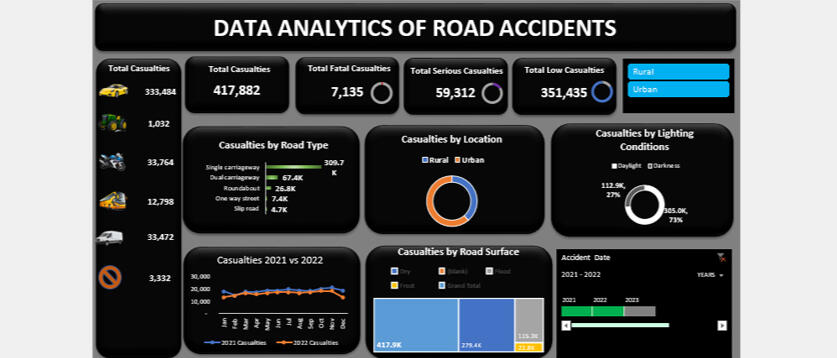 DATA ANALYTICS OF ROAD ACCIDENTS
Total Casualties
333,484
1,032
33,764
12,798
33,472
3,332
Total Casualties
417,882
Total Fatal Casualties
7,135
Total Serious Casualties
59,312
Total Low Casualties
351,435
Rural
Urban
Casualties by Road Type
Single carriageway
309.7
K
Dual carriageway
67.4K
Roundabout
26.8K
One way street
7.4K
Slip road
4.7K
Casualties by Location
Rural
Urban
Casualties by Lighting
Conditions
Daylight
Darkness
112.9K,
27%
305.0K,
73%
Casualties 2021 vs 2022
30,000
20,000
10,000
-
Jan
Feb
Mar
Apr
May
Jun
Jul
Aug
Sep
Oct
Nov
Dec
2021 Casualties
2022 Casualties
Casualties by Road Surface
Dry
(blank)
Flood
Frost
Grand Total
417.9K
279.4K
115.3K
22.8K
Accident Date
2021 - 2022
YEARS
2021
2022
2023